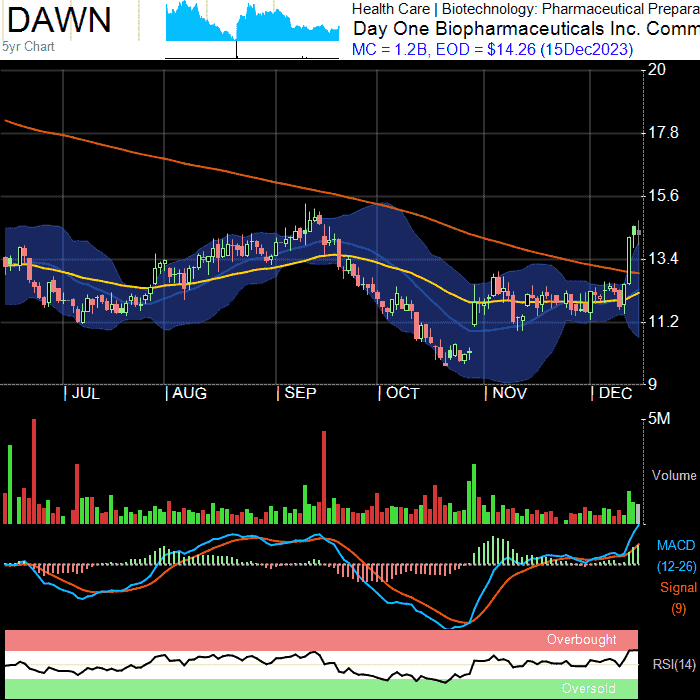 DAWN
5yr Chart
Health Care | Biotechnology: Pharmaceutical Prepara
Day One Biopharmaceuticals Inc. Comm
MC = 1.2B, EOD = $14.26 (15Dec2023)
20
17.8
15.6
13.4
11.2
9
| JUL | AUG | SEP | OCT | NOV | DEC
5M
Volume
MACD
(12-26)
Signal
(9)
Overbought
RSI(14)
Oversold